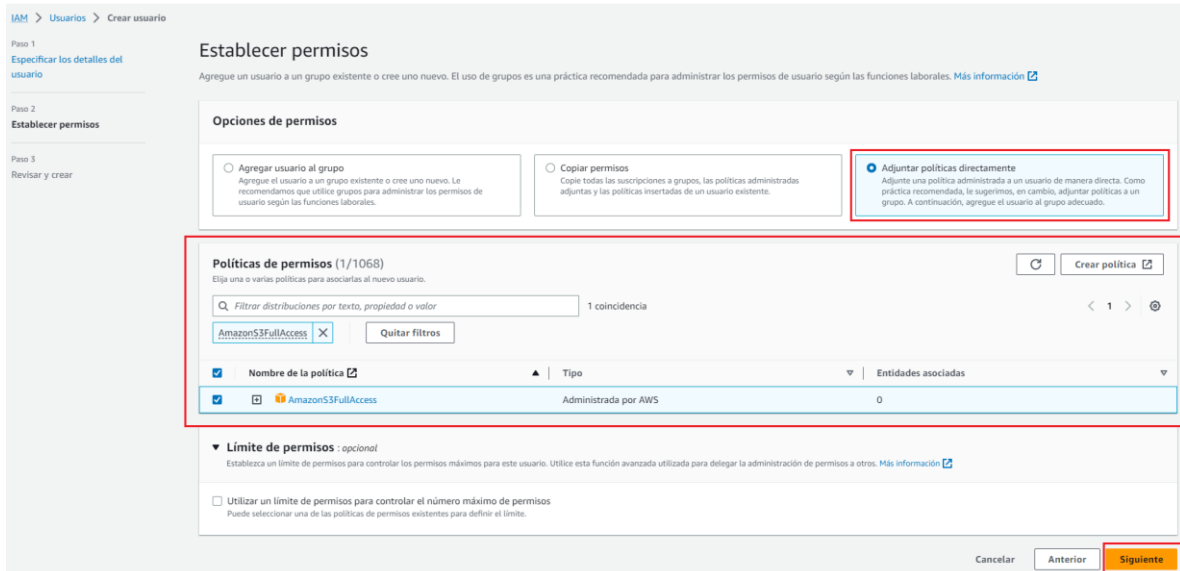 IAM > Usuarios > Crear usuario
Paso 1
Especificar los detalles del
usuario
Paso 2
Establecer permisos
Paso 3
Revisar y crear
Establecer permisos
Agregue un usuario a un grupo existente o cree uno nuevo. El uso de grupos es una práctica recomendada para administrar los permisos de usuario según las funciones laborales. Más información
Opciones de permisos
Agregar usuario al grupo
Agregue el usuario a un grupo existente o cree uno nuevo. Le
recomendamos que utilice grupos para administrar los permisos de
usuario según las funciones laborales.
Copiar permisos
Copie todas las suscripciones a grupos, las políticas administradas
adjuntas y las políticas insertadas de un usuario existente.
Adjuntar políticas directamente
Adjunte una política administrada a un usuario de manera directa. Como
práctica recomendada, le sugerimos, en cambio, adjuntar políticas a un
grupo. A continuación, agregue el usuario al grupo adecuado.
Políticas de permisos (1/1068)
Elija una o varias políticas para asociarlas al nuevo usuario.
Crear política
Filtrar distribuciones por texto, propiedad o valor
1 coincidencia
< 1 >
AmazonS3FullAccess
Quitar filtros
Nombre de la política Tipo Entidades asociadas
AmazonS3FullAccess Administrada por AWS 0
Límite de permisos : opcional
Establezca un límite de permisos para controlar los permisos máximos para este usuario. Utilice esta función avanzada utilizada para delegar la administración de permisos a otros. Más información
Utilizar un límite de permisos para controlar el número máximo de permisos
Puede seleccionar una de las políticas de permisos existentes para definir el límite.
Cancelar Anterior Siguiente